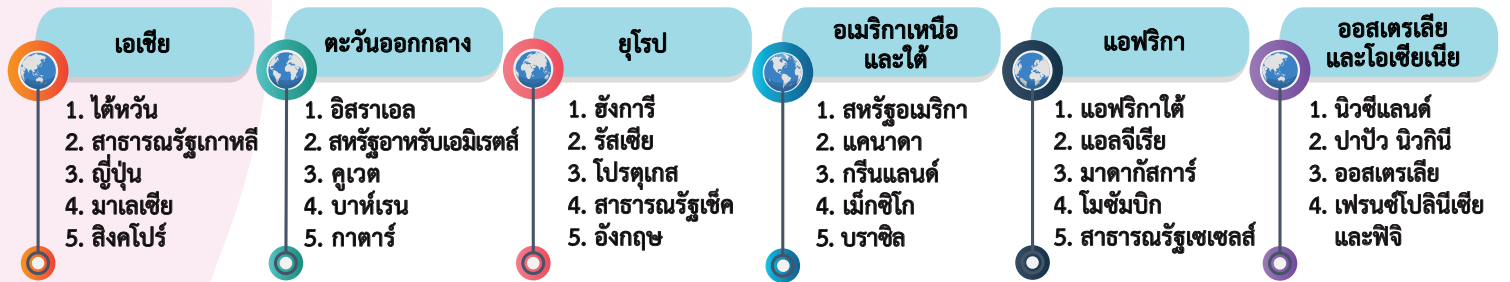 เอเชีย
1. ไต้หวัน
2. สาธารณรัฐเกาหลี
3. ญี่ปุ่น
4. มาเลเซีย
5. สิงคโปร์
ตะวันออกกลาง
1. อิสราเอล
2. สหรัฐอาหรับเอมิเรตส์
3. คูเวต
4. บาห์เรน
5. กาตาร์
ยุโรป
1. ฮังการี
2. รัสเซีย
3. โปรตุเกส
4. สาธารณรัฐเช็ค
5. อังกฤษ
อเมริกาเหนือ
และใต้
1. สหรัฐอเมริกา
2. แคนาดา
3. กรีนแลนด์
4. เม็กซิโก
5. บราซิล
แอฟริกา
1. แอฟริกาใต้
2. แอลจีเรีย
3. มาดากัสการ์
4. โมซัมบิก
5. สาธารณรัฐเซเชลส์
ออสเตรเลีย
และโอเชียเนีย
1. นิวซีแลนด์
2. ปาปัว นิวกินี
3. ออสเตรเลีย
4. เฟรนซ์โปลินีเซีย
และฟิจิ